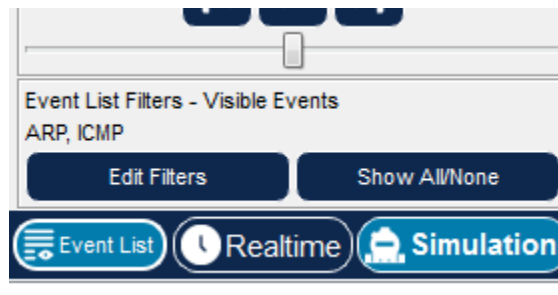 Event List Filters - Visible Events
ARP, ICMP
Edit Filters Show All/None
Event List Realtime Simulation